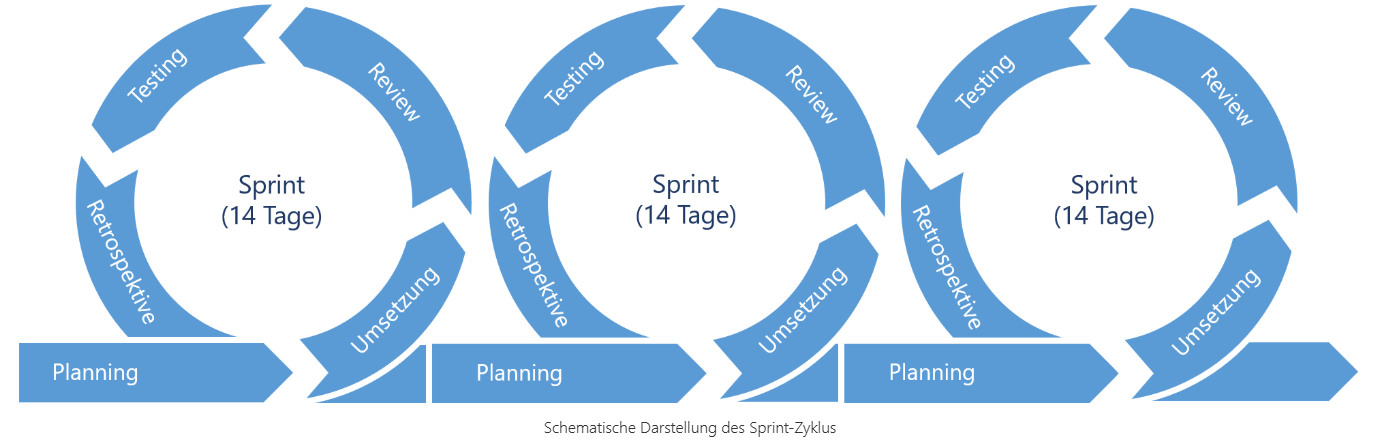 Testing
Review
Sprint
(14 Tage)
Retrospektive
Umsetzung
Planning
Testing
Review
Sprint
(14 Tage)
Retrospektive
Umsetzung
Planning
Testing
Review
Sprint
(14 Tage)
Retrospektive
Umsetzung
Planning
Schematische Darstellung des Sprint-Zyklus